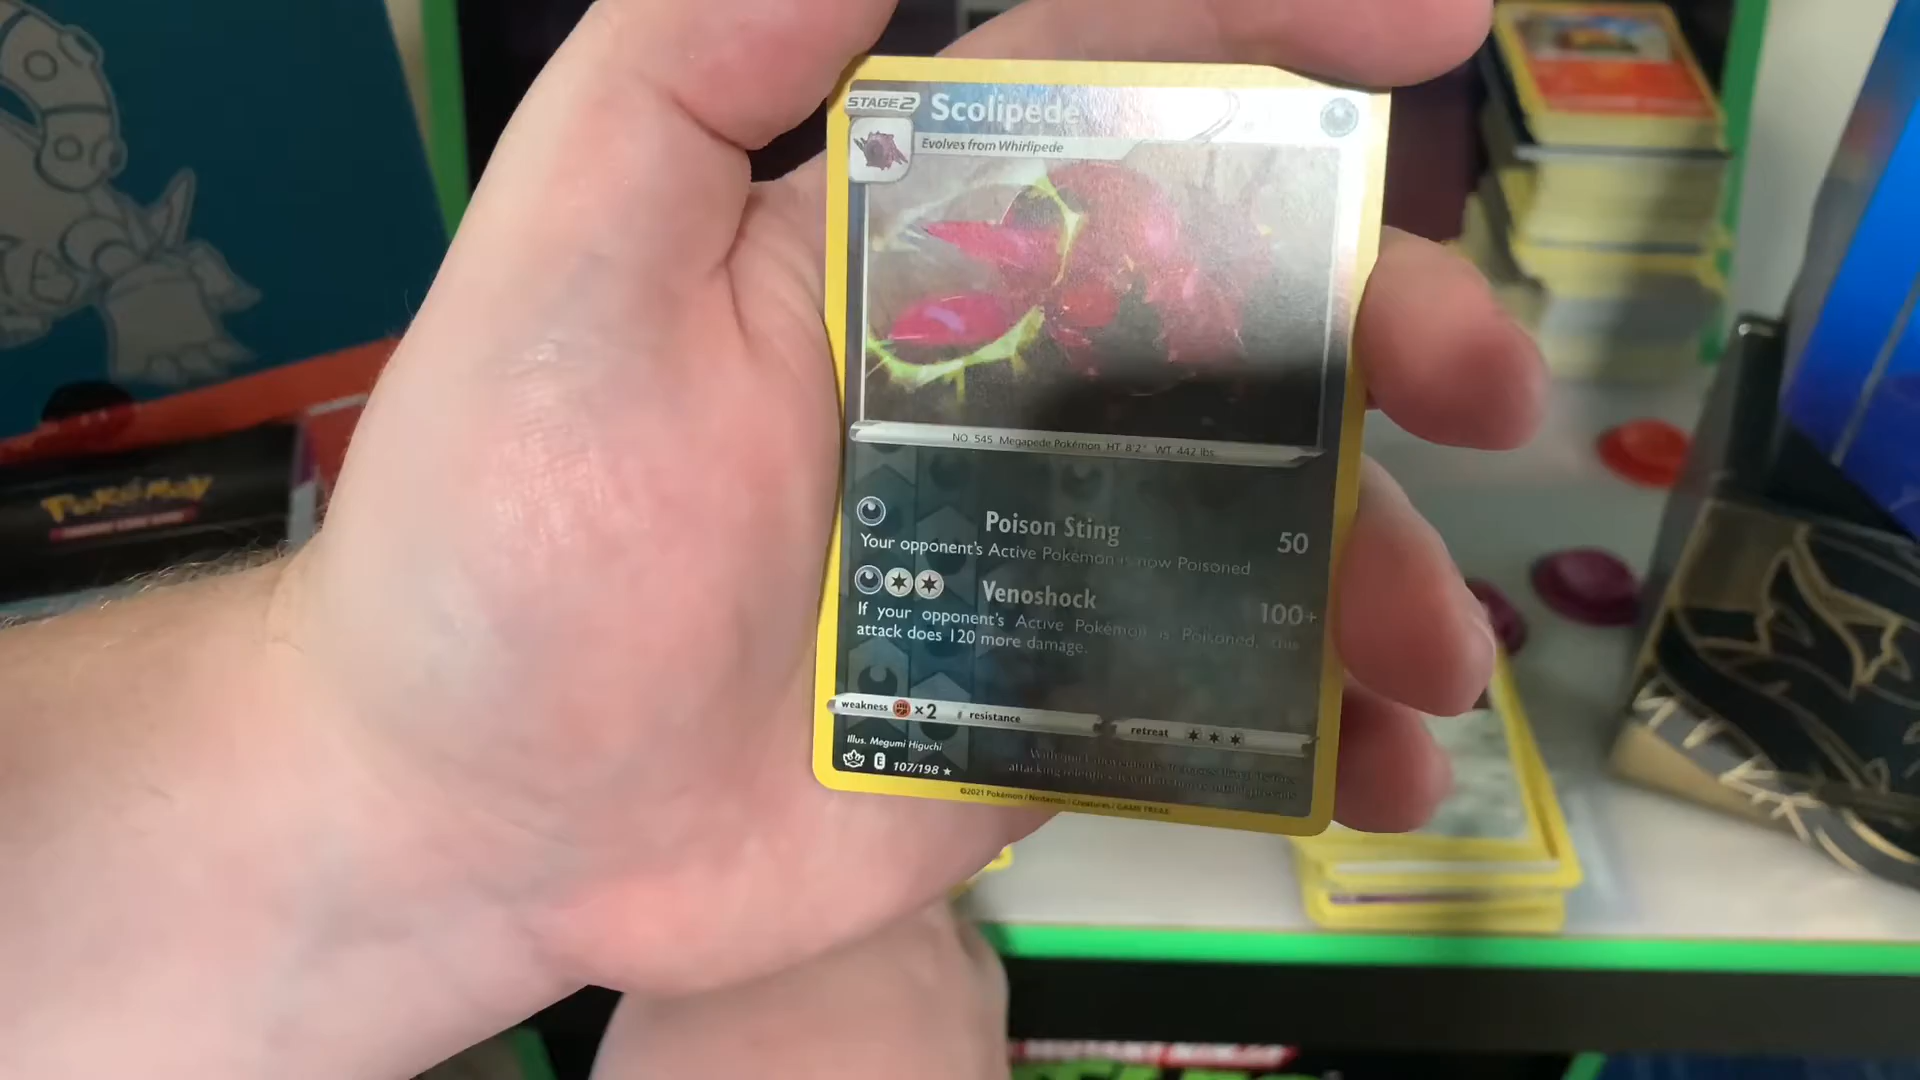 STAGE2
Scolipede
Evolves from Whirlipede
NO. 545 Megapede Pokémon HT 8'2" WT 442 lbs.
Poison Sting 50
Your opponent's Active Pokémon is now Poisoned
Venoshock 100+
If your opponent's Active Pokémon is Poisoned, this
attack does 120 more damage.
weakness ×2 resistance
retreat
Illus. Megumi Higuchi
E 107/198
©2021 Pokémon / Nintendo / Creatures / GAME FREAK
POKéMON